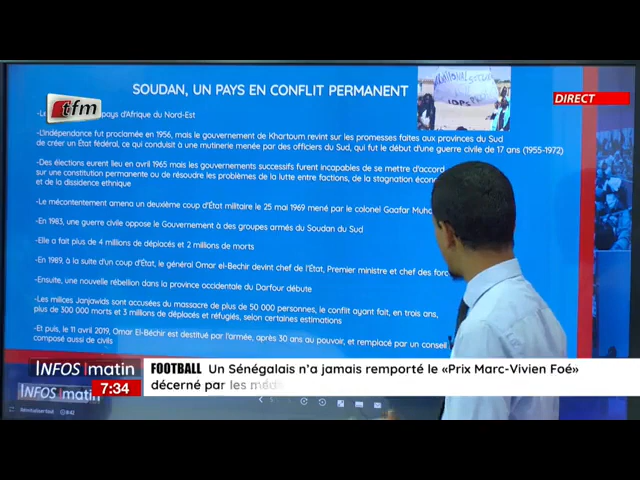 SOUDAN, UN PAYS EN CONFLIT PERMANENT
tfm
DIRECT
pays d'Afrique du Nord-Est
-L'indépendance fut proclamée en 1956, mais le gouvernement de Khartoum revint sur les promesses faites aux provinces du Sud
de créer un État fédéral, ce qui conduisit à une mutinerie menée par des officiers du Sud, qui fut le début d'une guerre civile de 17 ans (1955-1972)
-Des élections eurent lieu en avril 1965 mais les gouvernements successifs furent incapables de se mettre d'accord
sur une constitution permanente ou de résoudre les problèmes de la lutte entre factions, de la stagnation
et de la dissidence ethnique
-Le mécontentement amena un deuxième coup d'État militaire le 25 mai 1969 mené par le colonel Gaafar
-En 1983, une guerre civile oppose le Gouvernement à des groupes armés du Soudan du Sud
-Elle a fait plus de 4 millions de déplacés et 2 millions de morts
-En 1989, à la suite d'un coup d'État, le général Omar el-Bechir devint chef de l'État, Premier ministre et chef des
Ensuite, une nouvelle rébellion dans la province occidentale du Darfour débute
-Les milices Janjawids sont accusées du massacre de plus de 50 000 personnes, le conflit ayant fait, en trois ans,
plus de 300 000 morts et 3 millions de déplacés et réfugiés, selon certaines estimations
-Et puis, le 11 avril 2019, Omar El-Béchir est destitué par l'armée, après 30 ans au pouvoir, et remplacé par un conseil
composé aussi de civils
INFOS matin
INFOS matin
7:34
FOOTBALL Un Sénégalais n'a jamais remporté le «Prix Marc-Vivien Foé»
décerné par les